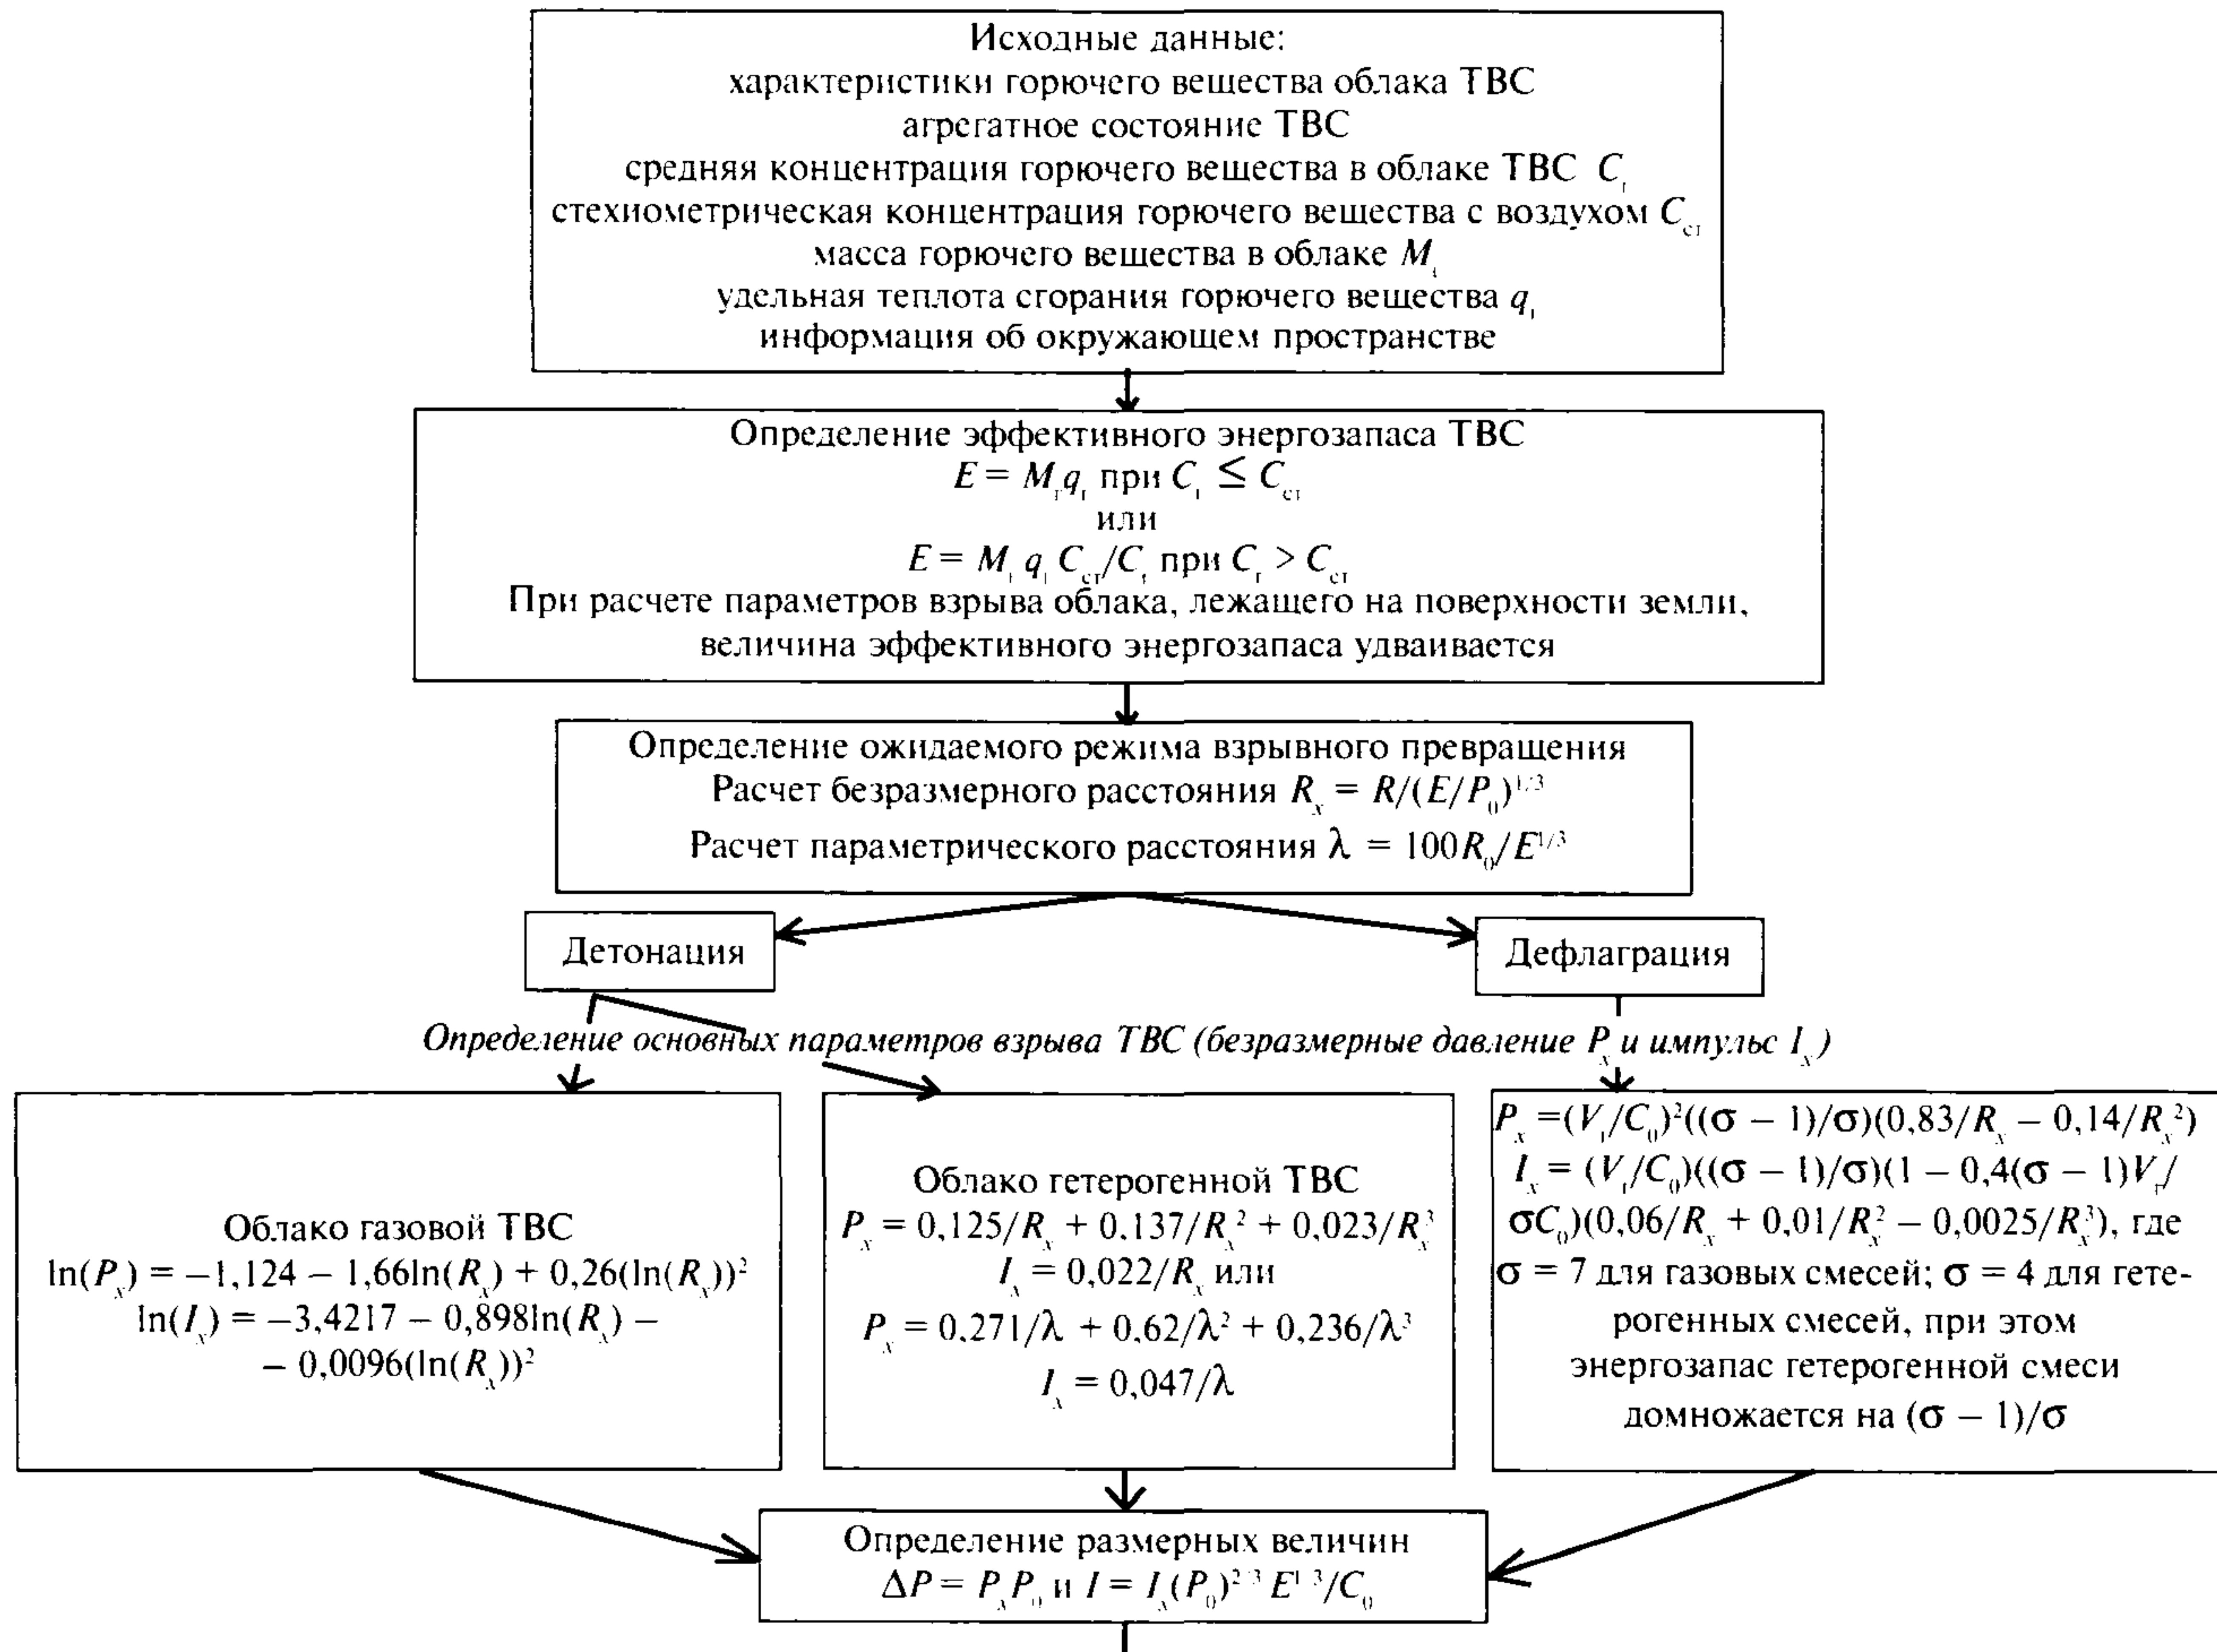 Исходные данные:
характеристики горючего вещества облака ТВС
агрегатное состояние ТВС
средняя концентрация горючего вещества в облаке ТВС C_г
стехиометрическая концентрация горючего вещества с воздухом C_ст
масса горючего вещества в облаке M_г
удельная теплота сгорания горючего вещества q_г
информация об окружающем пространстве
Определение эффективного энергозапаса ТВС
E = M_г q_г при C_г ≤ C_ст
или
E = M_г q_г C_ст/C_г при C_г > C_ст
При расчете параметров взрыва облака, лежащего на поверхности земли,
величина эффективного энергозапаса удваивается
Определение ожидаемого режима взрывного превращения
Расчет безразмерного расстояния R_x = R/(E/P_0)^1/3
Расчет параметрического расстояния λ = 100R_0/E^1/3
Детонация
Дефлаграция
Определение основных параметров взрыва ТВС (безразмерные давление P_x и импульс I_x)
Облако газовой ТВС
ln(P_x) = −1,124 − 1,66ln(R_x) + 0,26(ln(R_x))²
ln(I_x) = −3,4217 − 0,898ln(R_x) −
− 0,0096(ln(R_x))²
Облако гетерогенной ТВС
P_x = 0,125/R_x + 0.137/R_x² + 0,023/R_x³
I_x = 0,022/R_x или
P_x = 0,271/λ + 0,62/λ² + 0,236/λ³
I_x = 0,047/λ
P_x =(V_г/C_0)²((σ − 1)/σ)(0,83/R_x − 0,14/R_x²)
I_x = (V_г/C_0)((σ − 1)/σ)(1 − 0,4(σ − 1)V_г/
σC_0)(0,06/R_x + 0,01/R_x² − 0,0025/R_x³), где
σ = 7 для газовых смесей; σ = 4 для гете-
рогенных смесей, при этом
энергозапас гетерогенной смеси
домножается на (σ − 1)/σ
Определение размерных величин
ΔP = P_x P_0 и I = I_x(P_0)^2/3 E^1/3/C_0